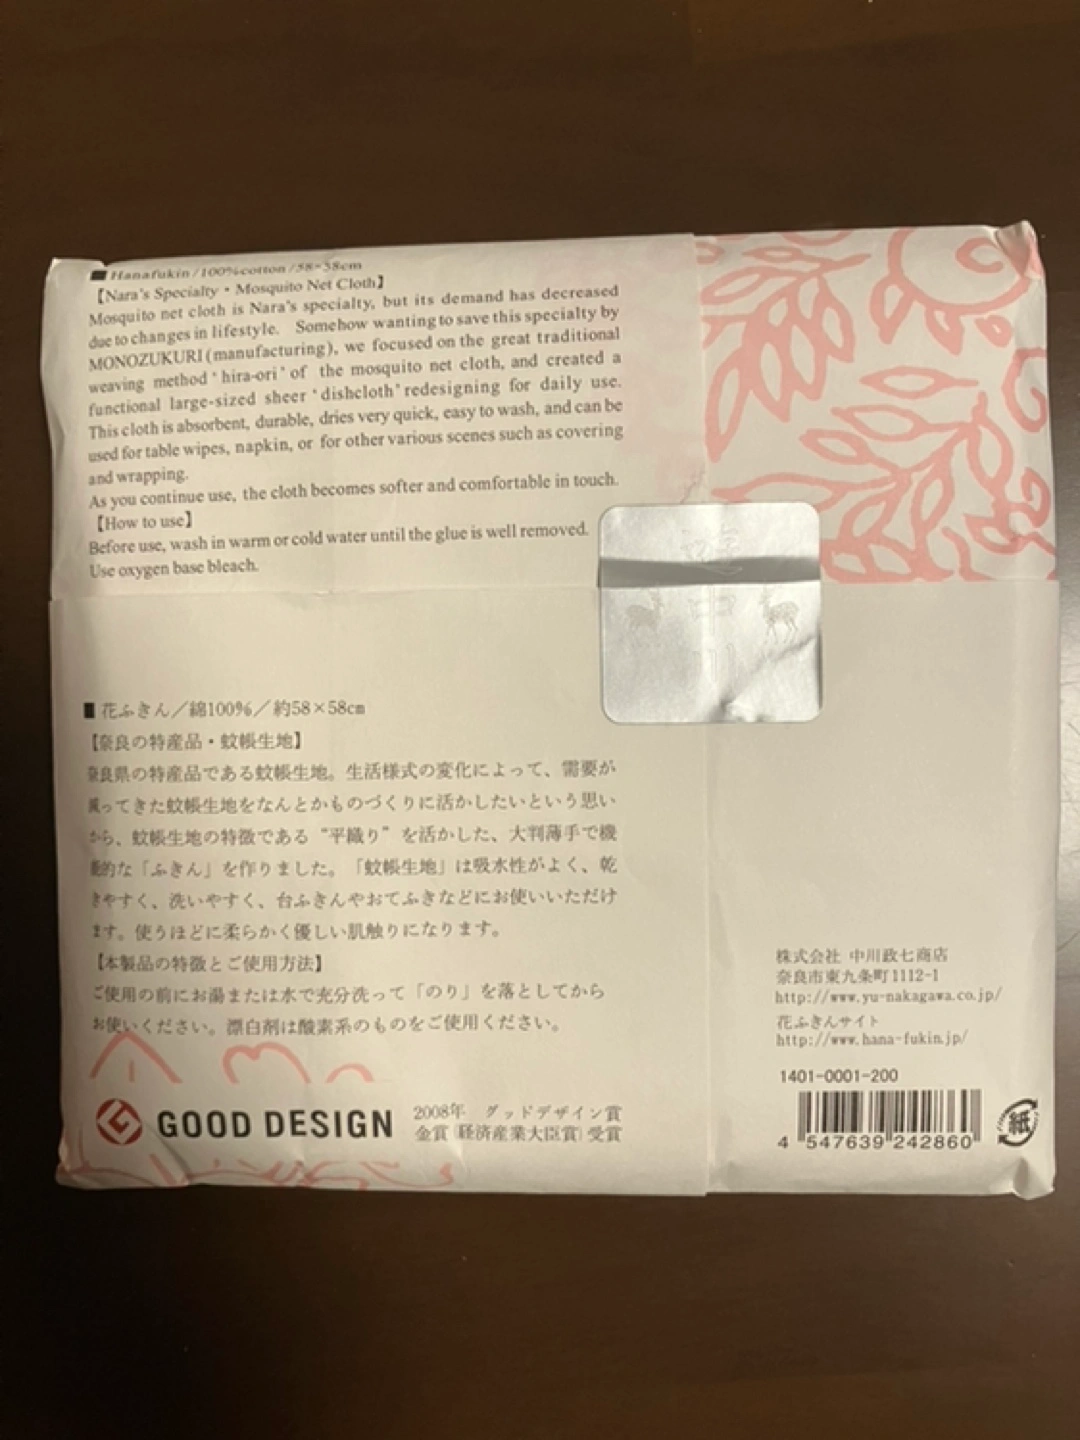 ■ Hanafukin/100%cotton/58×58cm
【Nara's Specialty・Mosquito Net Cloth】
Mosquito net cloth is Nara's specialty, but its demand has decreased
due to changes in lifestyle. Somehow wanting to save this specialty by
MONOZUKURI(manufacturing), we focused on the great traditional
weaving method ‘hira-ori’ of the mosquito net cloth, and created a
functional large-sized sheer ‘dishcloth’ redesigning for daily use.
This cloth is absorbent, durable, dries very quick, easy to wash, and can be
used for table wipes, napkin, or for other various scenes such as covering
and wrapping.
As you continue use, the cloth becomes softer and comfortable in touch.
【How to use】
Before use, wash in warm or cold water until the glue is well removed.
Use oxygen base bleach.
■ 花ふきん／綿100%／約58×58cm
【奈良の特産品・蚊帳生地】
奈良県の特産品である蚊帳生地。生活様式の変化によって、需要が
減ってきた蚊帳生地をなんとかものづくりに活かしたいという思い
から、蚊帳生地の特徴である“平織り”を活かした、大判薄手で機
能的な「ふきん」を作りました。「蚊帳生地」は吸水性がよく、乾
きやすく、洗いやすく、台ふきんやおてふきなどにお使いいただけ
ます。使うほどに柔らかく優しい肌触りになります。
【本製品の特徴とご使用方法】
ご使用の前にお湯または水で充分洗って「のり」を落としてから
お使いください。漂白剤は酸素系のものをご使用ください。
GOOD DESIGN
2008年 グッドデザイン賞
金賞(経済産業大臣賞)受賞
株式会社 中川政七商店
奈良市東九条町1112-1
http://www.yu-nakagawa.co.jp/
花ふきんサイト
http://www.hana-fukin.jp/
1401-0001-200
4 547639 242860
紙